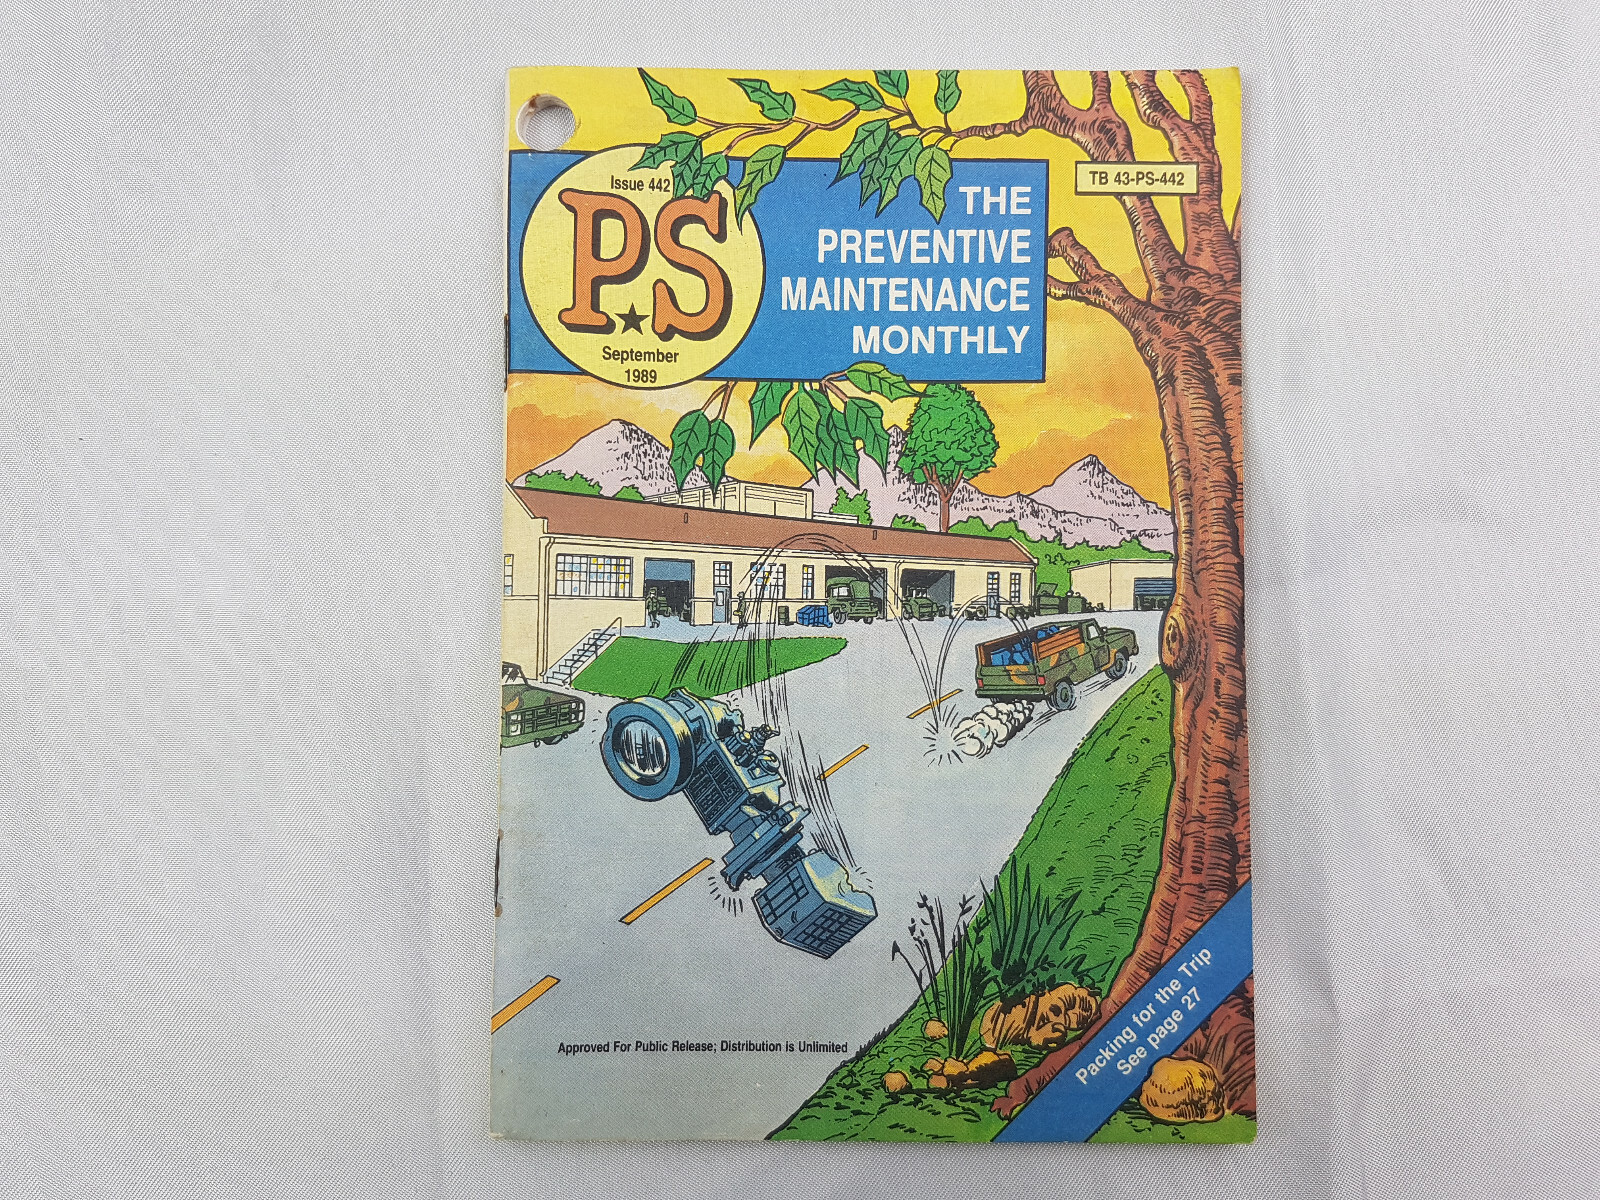 Issue 442
PS
September
1989
THE
PREVENTIVE
MAINTENANCE
MONTHLY
TB 43-PS-442
Approved For Public Release; Distribution is Unlimited
Packing for the Trip
See page 27